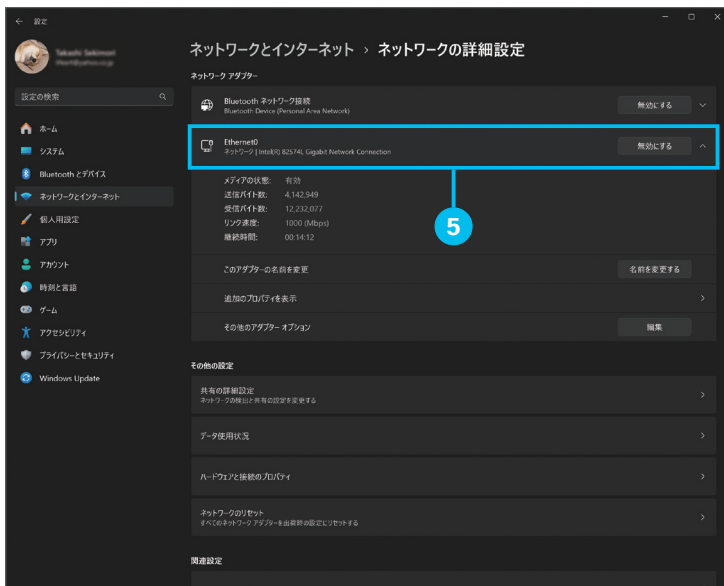 設定
Takashi Sekimori
ネットワークとインターネット › ネットワークの詳細設定
ネットワーク アダプター
設定の検索
Bluetooth ネットワーク接続
Bluetooth Device (Personal Area Network)
無効にする
ホーム
システム
Bluetooth とデバイス
ネットワークとインターネット
個人用設定
アプリ
アカウント
時刻と言語
ゲーム
アクセシビリティ
プライバシーとセキュリティ
Windows Update
Ethernet0
ネットワーク | Intel(R) 82574L Gigabit Network Connection
無効にする
メディアの状態: 有効
送信バイト数: 4,142,949
受信バイト数: 12,232,077
リンク速度: 1000 (Mbps)
継続時間: 00:14:12
5
このアダプターの名前を変更
名前を変更する
追加のプロパティを表示
その他のアダプター オプション
編集
その他の設定
共有の詳細設定
ネットワークの検出と共有の設定を変更する
データ使用状況
ハードウェアと接続のプロパティ
ネットワークのリセット
すべてのネットワーク アダプターを出荷時の設定にリセットする
関連設定